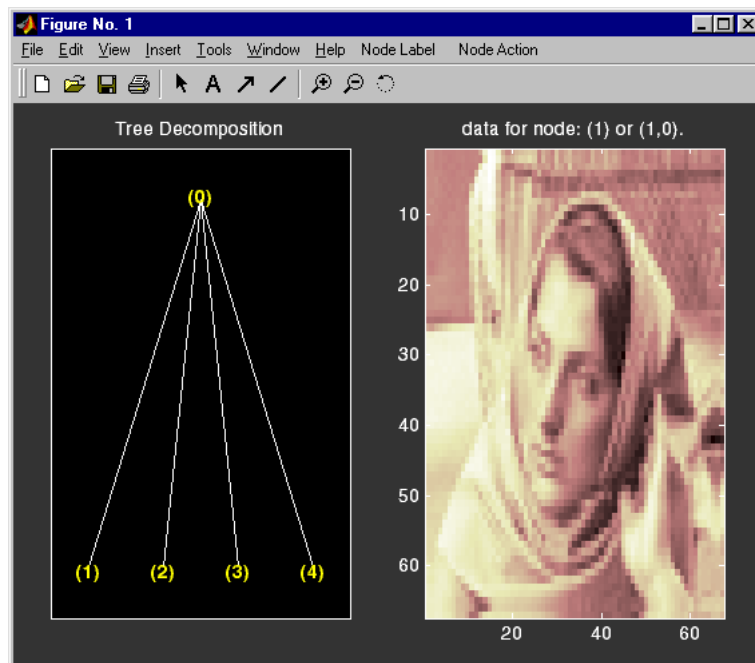 Figure No. 1
File Edit View Insert Tools Window Help Node Label Node Action
A
Tree Decomposition
(0)
(1) (2) (3) (4)
data for node: (1) or (1,0).
10
20
30
40
50
60
20 40 60